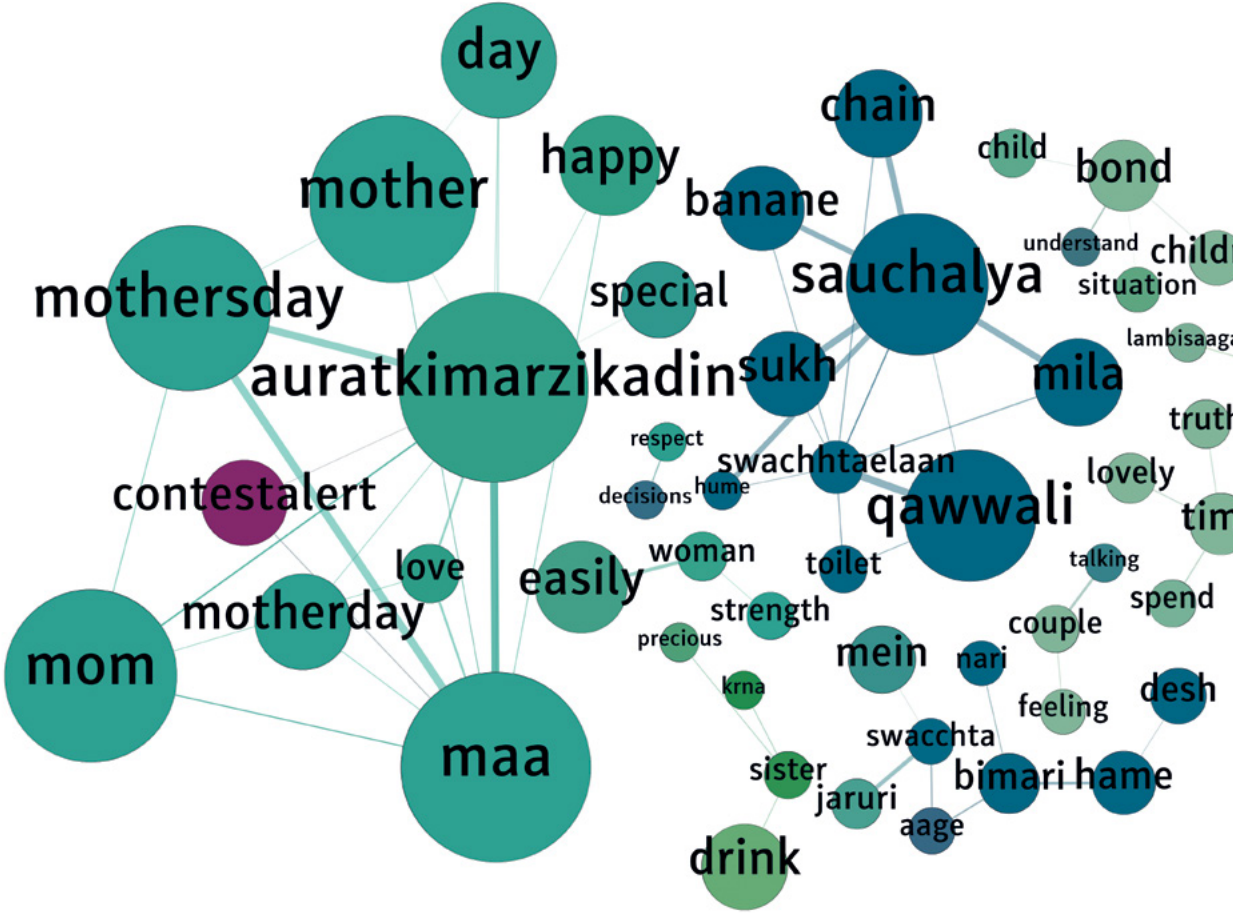 day
chain
mother
happy
child
bond
banane
understand
mothersday
special
sauchalya
situation
auratkimarzikadin
sukh
mila
respect
swachhtaelaan
lovely
contestalert
decisions
hume
qawwali
love
easily
woman
toilet
talking
motherday
strength
spend
precious
couple
mom
mein
nari
krna
desh
feeling
maa
swacchta
sister
jaruri
bimari
hame
aage
drink